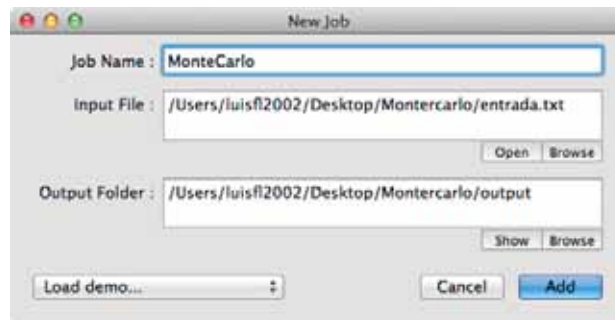 New Job
Job Name : MonteCarlo
Input File : /Users/luisfl2002/Desktop/Montercarlo/entrada.txt
Open Browse
Output Folder : /Users/luisfl2002/Desktop/Montercarlo/output
Show Browse
Load demo... Cancel Add